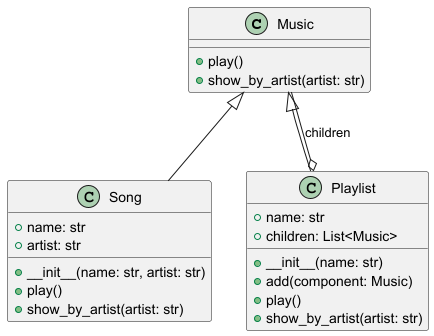 C Music
play()
show_by_artist(artist: str)
children
C Song
name: str
artist: str
__init__(name: str, artist: str)
play()
show_by_artist(artist: str)
C Playlist
name: str
children: List<Music>
__init__(name: str)
add(component: Music)
play()
show_by_artist(artist: str)